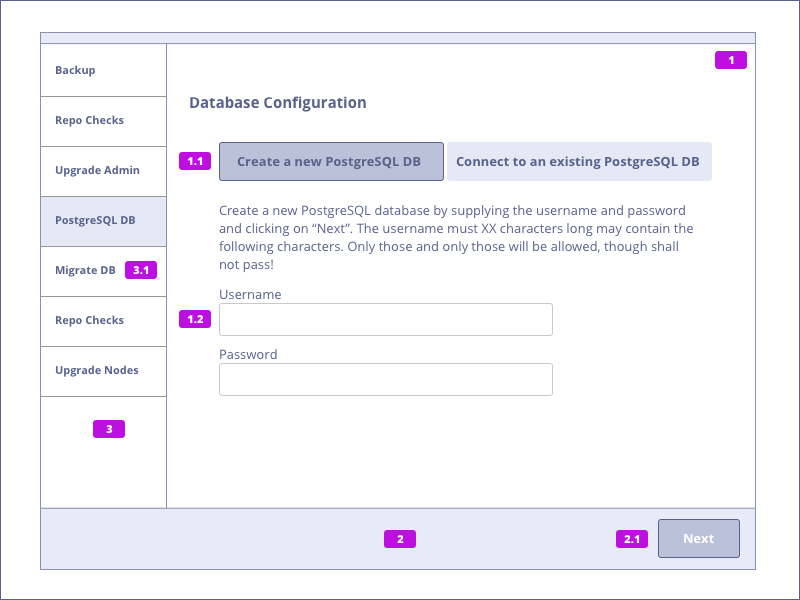 Backup
Repo Checks
Upgrade Admin
PostgreSQL DB
Migrate DB 3.1
Repo Checks
Upgrade Nodes
3
1
Database Configuration
1.1 Create a new PostgreSQL DB Connect to an existing PostgreSQL DB
Create a new PostgreSQL database by supplying the username and password
and clicking on “Next”. The username must XX characters long may contain the
following characters. Only those and only those will be allowed, though shall
not pass!
Username
1.2
Password
2 2.1 Next